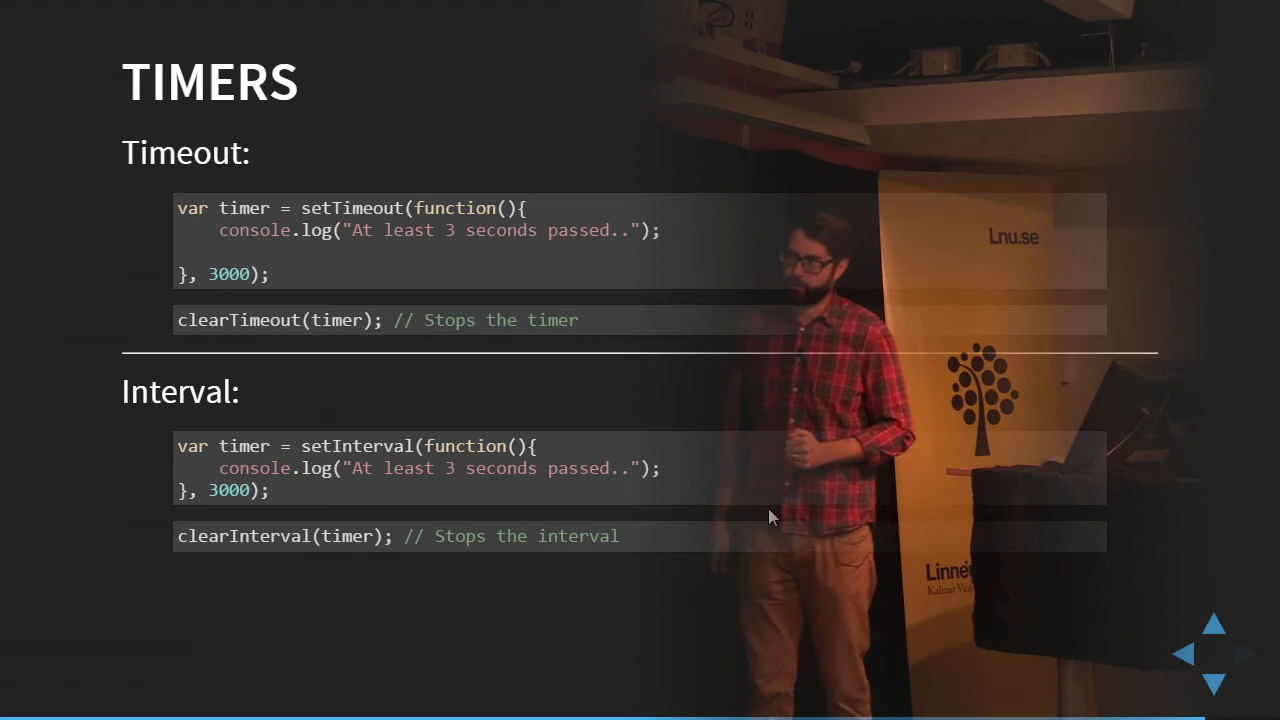 TIMERS
Timeout:
var timer = setTimeout(function(){
    console.log("At least 3 seconds passed..");
}, 3000);
clearTimeout(timer); // Stops the timer
Interval:
var timer = setInterval(function(){
    console.log("At least 3 seconds passed..");
}, 3000);
clearInterval(timer); // Stops the interval
Lnu.se
Kalmar